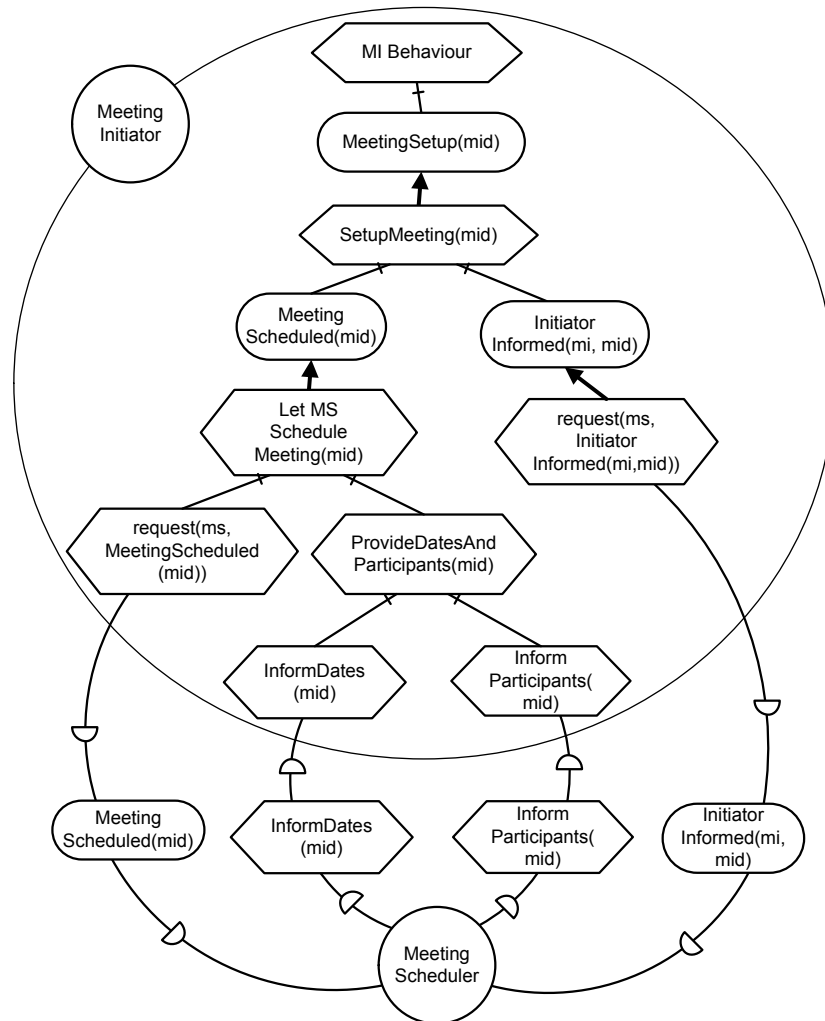 MI Behaviour
Meeting
Initiator
MeetingSetup(mid)
SetupMeeting(mid)
Meeting
Scheduled(mid)
Initiator
Informed(mi, mid)
Let MS
Schedule
Meeting(mid)
request(ms,
Initiator
Informed(mi,mid))
request(ms,
MeetingScheduled
(mid))
ProvideDatesAnd
Participants(mid)
InformDates
(mid)
Inform
Participants(
mid)
Meeting
Scheduled(mid)
InformDates
(mid)
Inform
Participants(
mid)
Initiator
Informed(mi,
mid)
Meeting
Scheduler